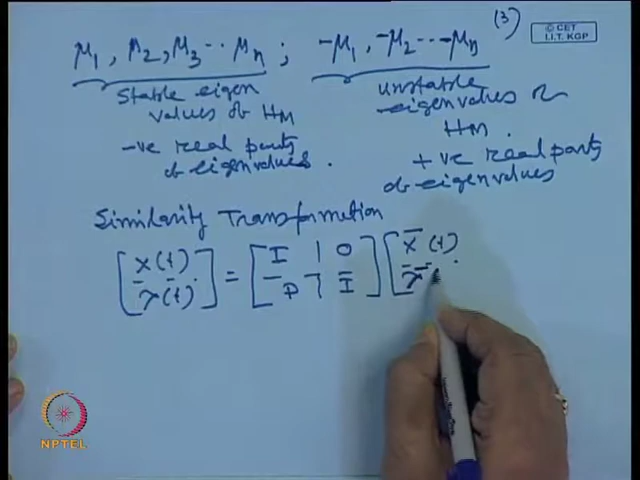 (3)
© CET
I.I.T. KGP
μ1, μ2, μ3 ·· μn ; -μ1, -μ2 ··· -μn
stable eigen values of HM
unstable eigenvalues of HM.
-ve real parts of eigenvalues.
+ve real parts of eigenvalues
Similarity Transformation
[x(t) / λ(t)] = [I | 0 / P | I] [x̄(t) / λ̄
NPTEL